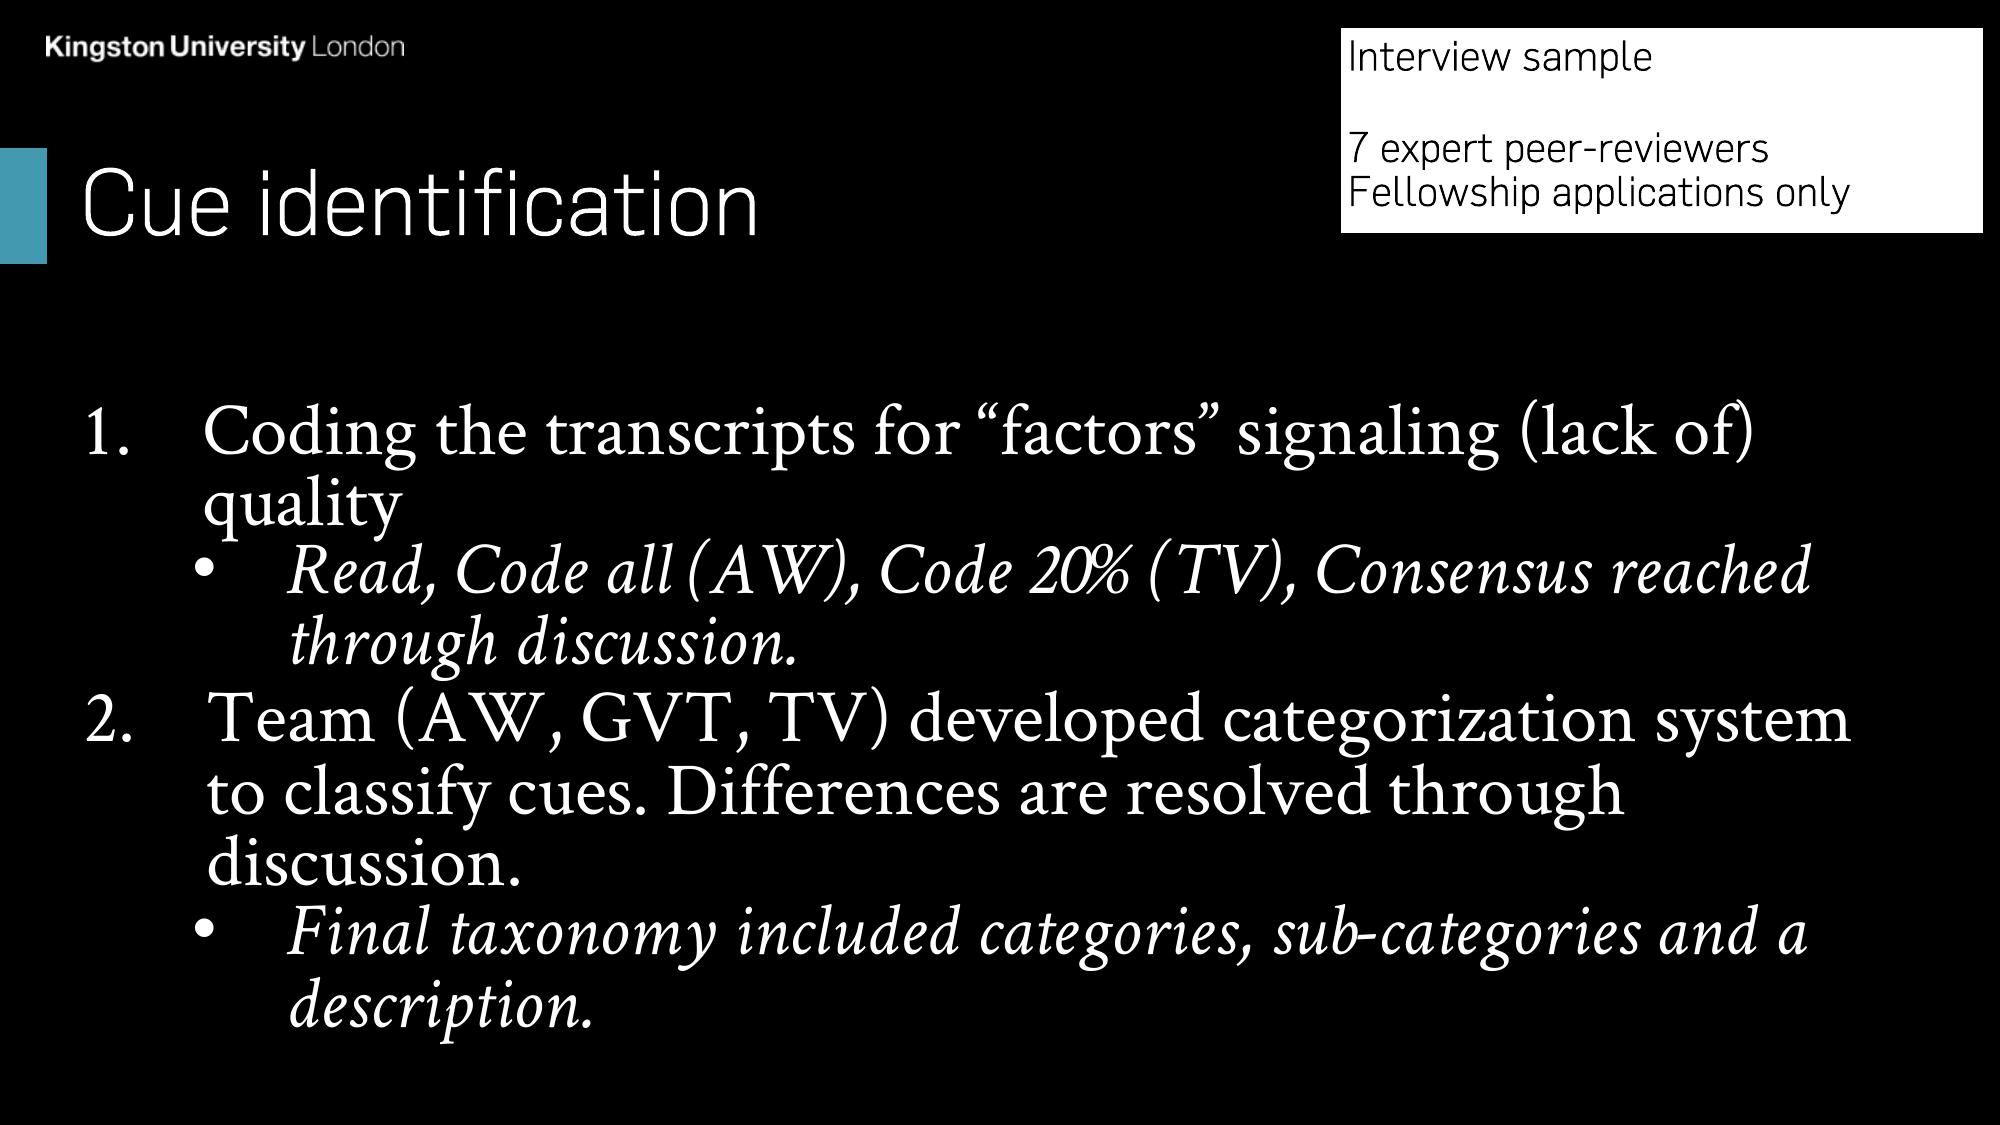 Kingston University London
Interview sample
7 expert peer-reviewers
Fellowship applications only
Cue identification
1. Coding the transcripts for “factors” signaling (lack of)
quality
• Read, Code all (AW), Code 20% (TV), Consensus reached
through discussion.
2. Team (AW, GVT, TV) developed categorization system
to classify cues. Differences are resolved through
discussion.
• Final taxonomy included categories, sub-categories and a
description.